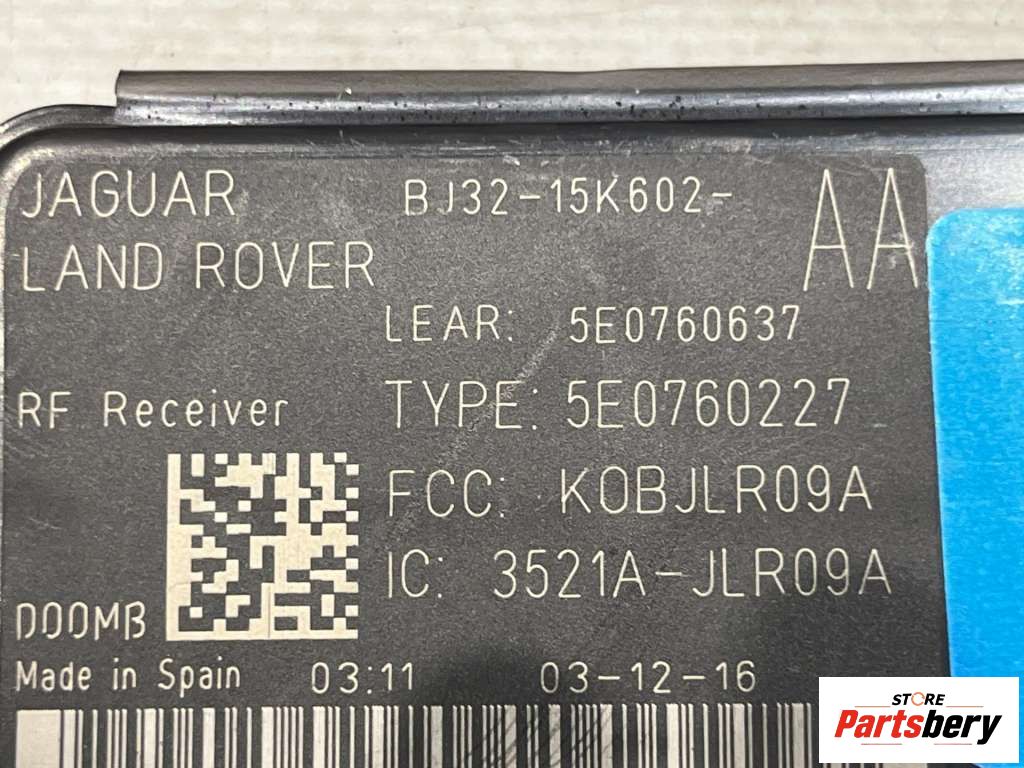 JAGUAR BJ32-15K602- AA
LAND ROVER
LEAR: 5E0760637
RF Receiver TYPE: 5E0760227
FCC: KOBJLR09A
IC: 3521A-JLR09A
D00MB
Made in Spain 03:11 03-12-16
STORE
Partsbery